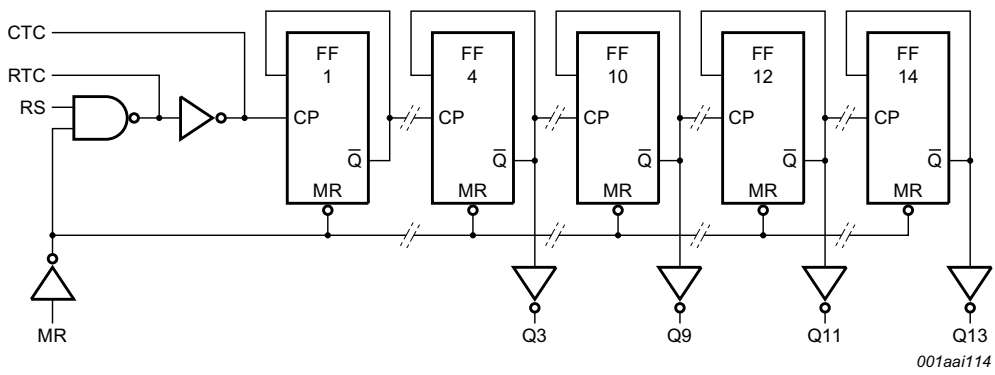 CTC
RTC
RS
FF 1
FF 4
FF 10
FF 12
FF 14
CP
CP
CP
CP
CP
Q̅
Q̅
Q̅
Q̅
Q̅
MR
MR
MR
MR
MR
MR
Q3
Q9
Q11
Q13
001aai114